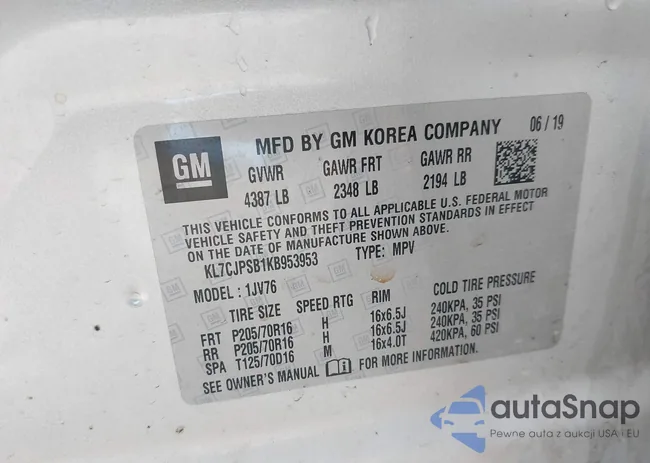 GM
MFD BY GM KOREA COMPANY 06/19
GVWR GAWR FRT GAWR RR
4387 LB 2348 LB 2194 LB
THIS VEHICLE CONFORMS TO ALL APPLICABLE U.S. FEDERAL MOTOR
VEHICLE SAFETY AND THEFT PREVENTION STANDARDS IN EFFECT
ON THE DATE OF MANUFACTURE SHOWN ABOVE.
KL7CJPSB1KB953953 TYPE: MPV
MODEL : 1JV76
TIRE SIZE SPEED RTG RIM COLD TIRE PRESSURE
FRT P205/70R16 H 16x6.5J 240KPA, 35 PSI
RR P205/70R16 H 16x6.5J 240KPA, 35 PSI
SPA T125/70D16 M 16x4.0T 420KPA, 60 PSI
SEE OWNER'S MANUAL FOR MORE INFORMATION.
autaSnap
Pewne auta z aukcji USA i EU